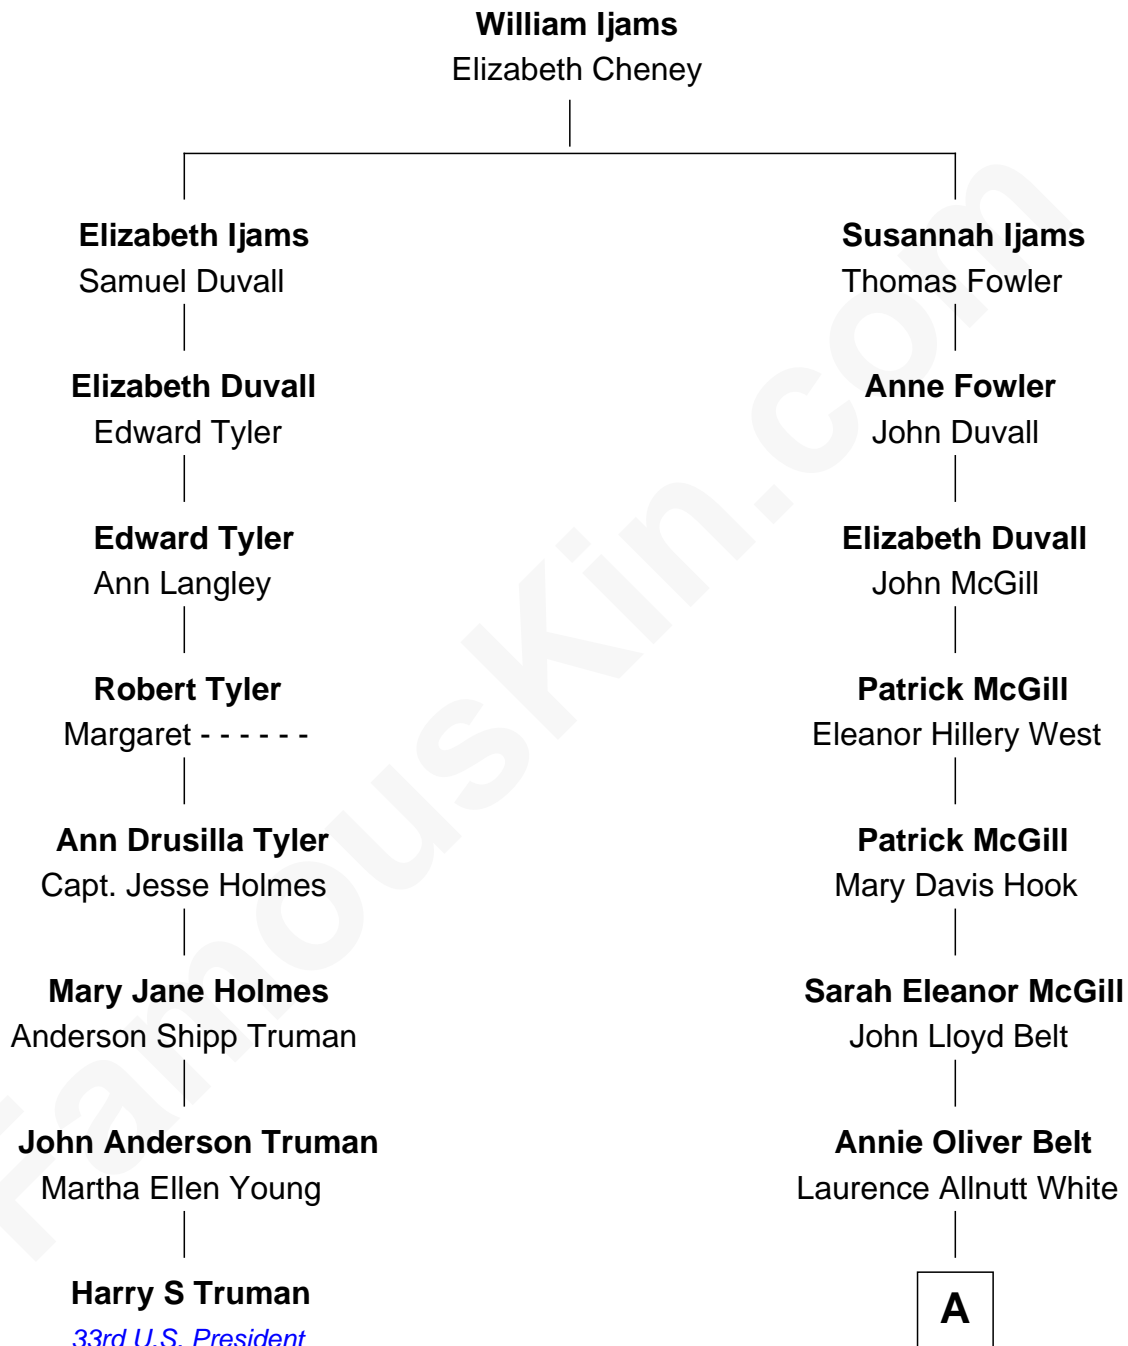 William Ijams
Elizabeth Cheney
Elizabeth Ijams
Samuel Duvall
Susannah Ijams
Thomas Fowler
Elizabeth Duvall
Edward Tyler
Anne Fowler
John Duvall
Edward Tyler
Ann Langley
Elizabeth Duvall
John McGill
Robert Tyler
Margaret - - - - - -
Patrick McGill
Eleanor Hillery West
Ann Drusilla Tyler
Capt. Jesse Holmes
Patrick McGill
Mary Davis Hook
Mary Jane Holmes
Anderson Shipp Truman
Sarah Eleanor McGill
John Lloyd Belt
John Anderson Truman
Martha Ellen Young
Annie Oliver Belt
Laurence Allnutt White
Harry S Truman
33rd U.S. President
A
FamousKin.com